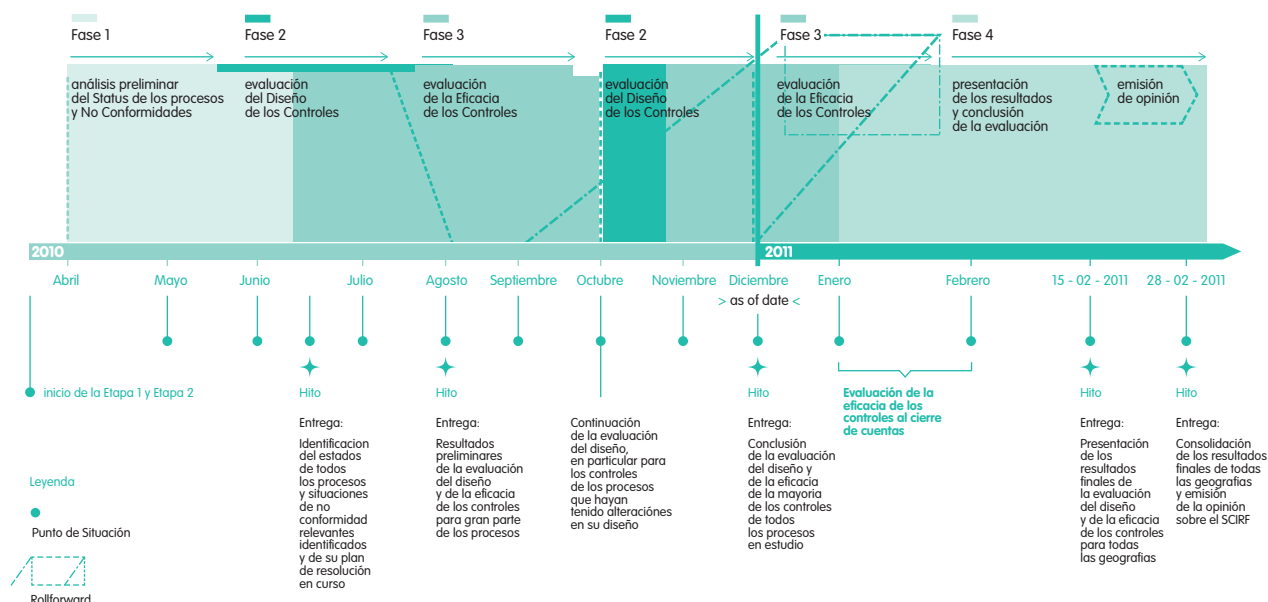 Fase 1
análisis preliminar
del Status de los procesos
y No Conformidades
Fase 2
evaluación
del Diseño
de los Controles
Fase 3
evaluación
de la Eficacia
de los Controles
Fase 2
evaluación
del Diseño
de los Controles
Fase 3
evaluación
de la Eficacia
de los Controles
Fase 4
presentación
de los resultados
y conclusión
de la evaluación
emisión
de opinión
2010
2011
Abril
Mayo
Junio
Julio
Agosto
Septiembre
Octubre
Noviembre
Diciembre
> as of date <
Enero
Febrero
15 - 02 - 2011
28 - 02 - 2011
inicio de la Etapa 1 y Etapa 2
Hito
Entrega:
Identificacion
del estados
de todos
los procesos
y situaciones
de no
conformidad
relevantes
identificados
y de su plan
de resolución
en curso
Hito
Entrega:
Resultados
preliminares
de la evaluación
del diseño
y de la eficacia
de los controles
para gran parte
de los procesos
Continuación
de la evaluación
del diseño,
en particular para
los controles
de los procesos
que hayan
tenido alteraciónes
en su diseño
Hito
Entrega:
Conclusión
de la evaluación
del diseño y
de la eficacia
de la mayoria
de los controles
de todos
los procesos
en estudio
Evaluación de la
eficacia de los
controles al cierre
de cuentas
Hito
Entrega:
Presentación
de los
resultados
finales de
la evaluación
del diseño
y de la eficacia
de los controles
para todas
las geografias
Hito
Entrega:
Consolidación
de los resultados
finales de todas
las geografias
y emisión
de la opinión
sobre el SCIRF
Leyenda
Punto de Situación
Rollforward